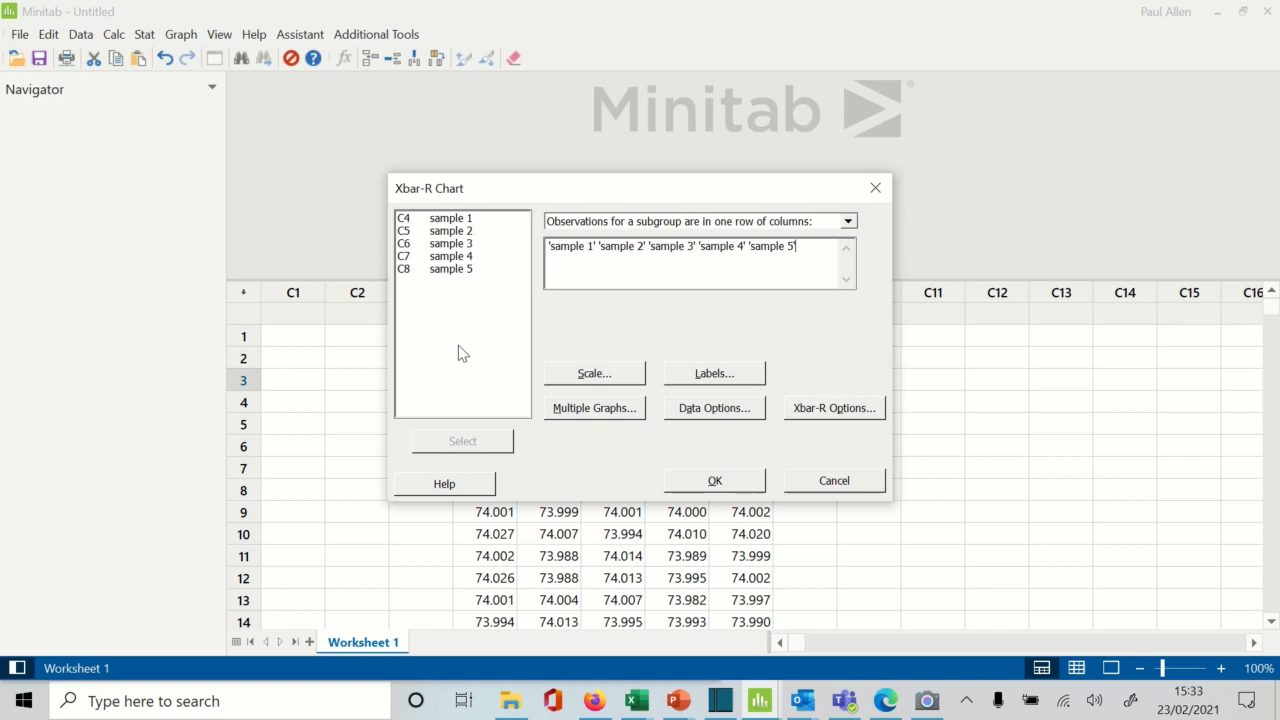 Minitab - Untitled
Paul Allen
File Edit Data Calc Stat Graph View Help Assistant Additional Tools
Navigator
Minitab
Xbar-R Chart
C4 sample 1
C5 sample 2
C6 sample 3
C7 sample 4
C8 sample 5
Observations for a subgroup are in one row of columns:
'sample 1' 'sample 2' 'sample 3' 'sample 4' 'sample 5'
Scale... Labels...
Multiple Graphs... Data Options... Xbar-R Options...
Select
Help OK Cancel
C1 C2 C11 C12 C13 C14 C15 C16
1
2
3
4
5
6
7
8
9 74.001 73.999 74.001 74.000 74.002
10 74.027 74.007 73.994 74.010 74.020
11 74.002 73.988 74.014 73.989 73.999
12 74.026 73.988 74.013 73.995 74.002
13 74.001 74.004 74.007 73.982 73.997
14 73.994 74.013 73.995 73.993 73.990
Worksheet 1
Worksheet 1 100%
Type here to search
15:33
23/02/2021